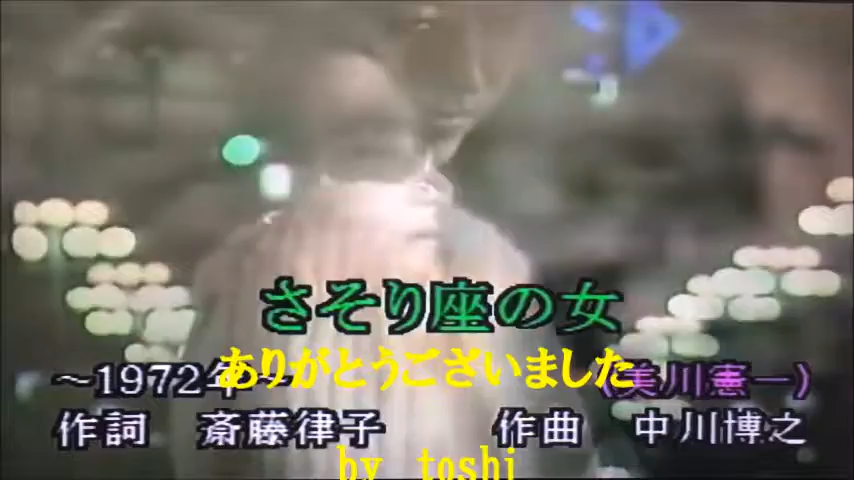 さそり座の女
ありがとうございました
〜1972年〜 (美川憲一)
作詞 斎藤律子 作曲 中川博之
by toshi